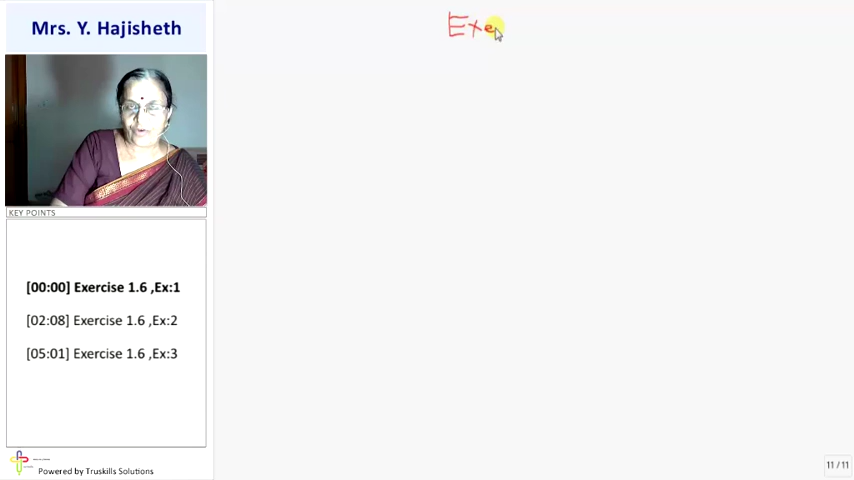 Mrs. Y. Hajisheth
Exe
KEY POINTS
[00:00] Exercise 1.6 ,Ex:1
[02:08] Exercise 1.6 ,Ex:2
[05:01] Exercise 1.6 ,Ex:3
Powered by Truskills Solutions
11 / 11